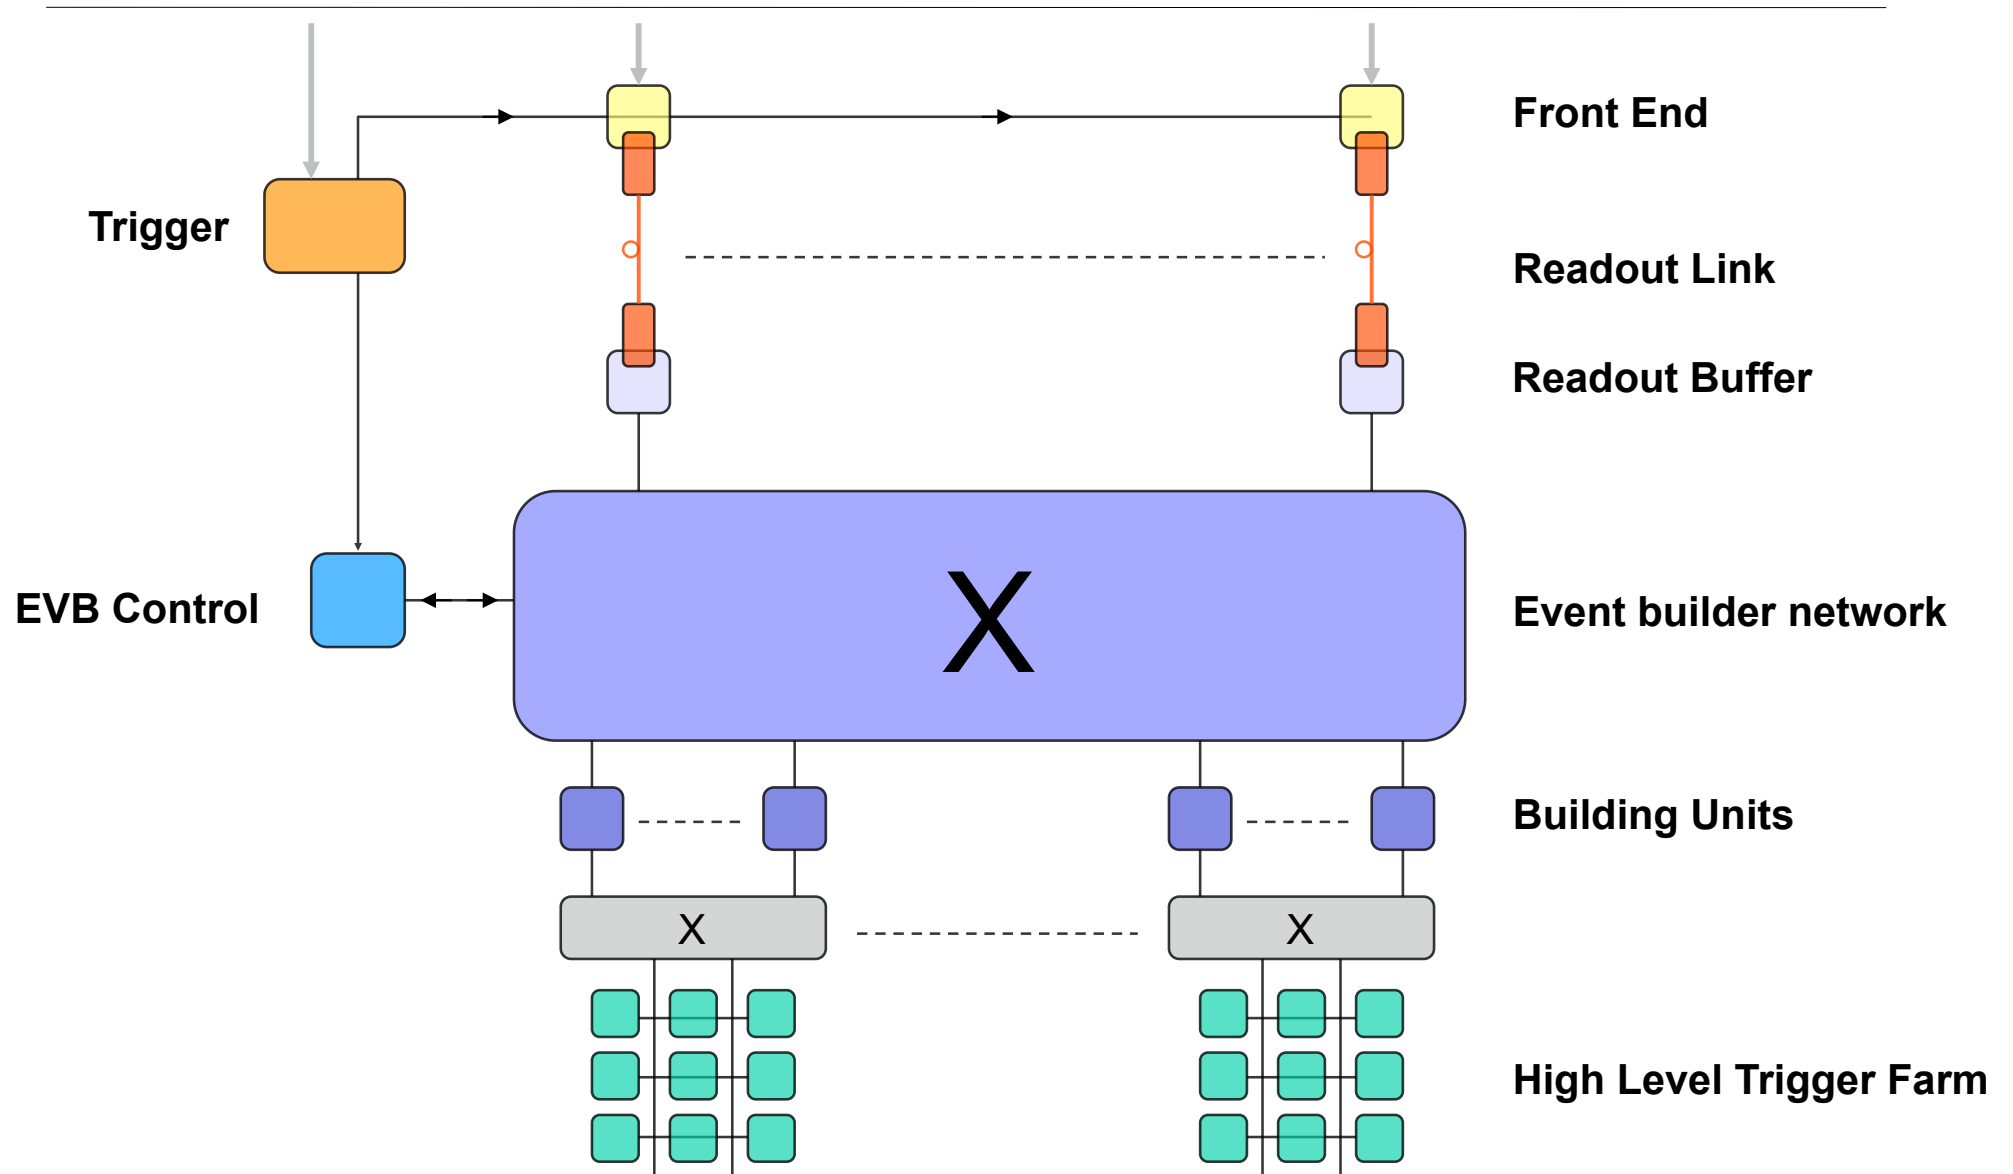 Front End
Trigger
Readout Link
Readout Buffer
EVB Control
X
Event builder network
Building Units
X
X
High Level Trigger Farm